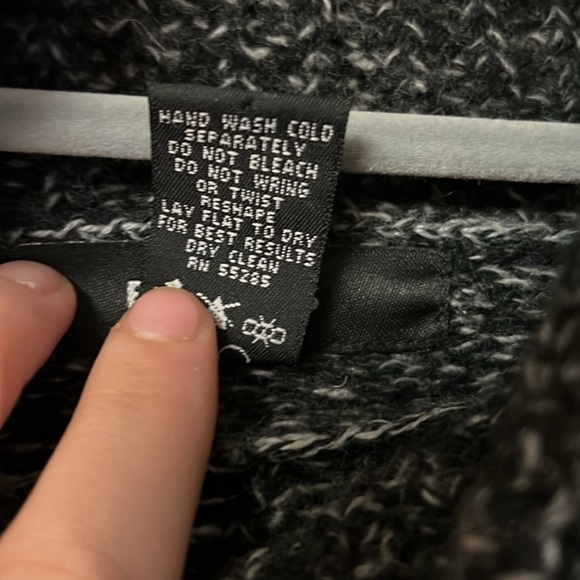 HAND WASH COLD
SEPARATELY
DO NOT BLEACH
DO NOT WRING
OR TWIST
RESHAPE
LAY FLAT TO DRY
FOR BEST RESULTS
DRY CLEAN
RN 55285